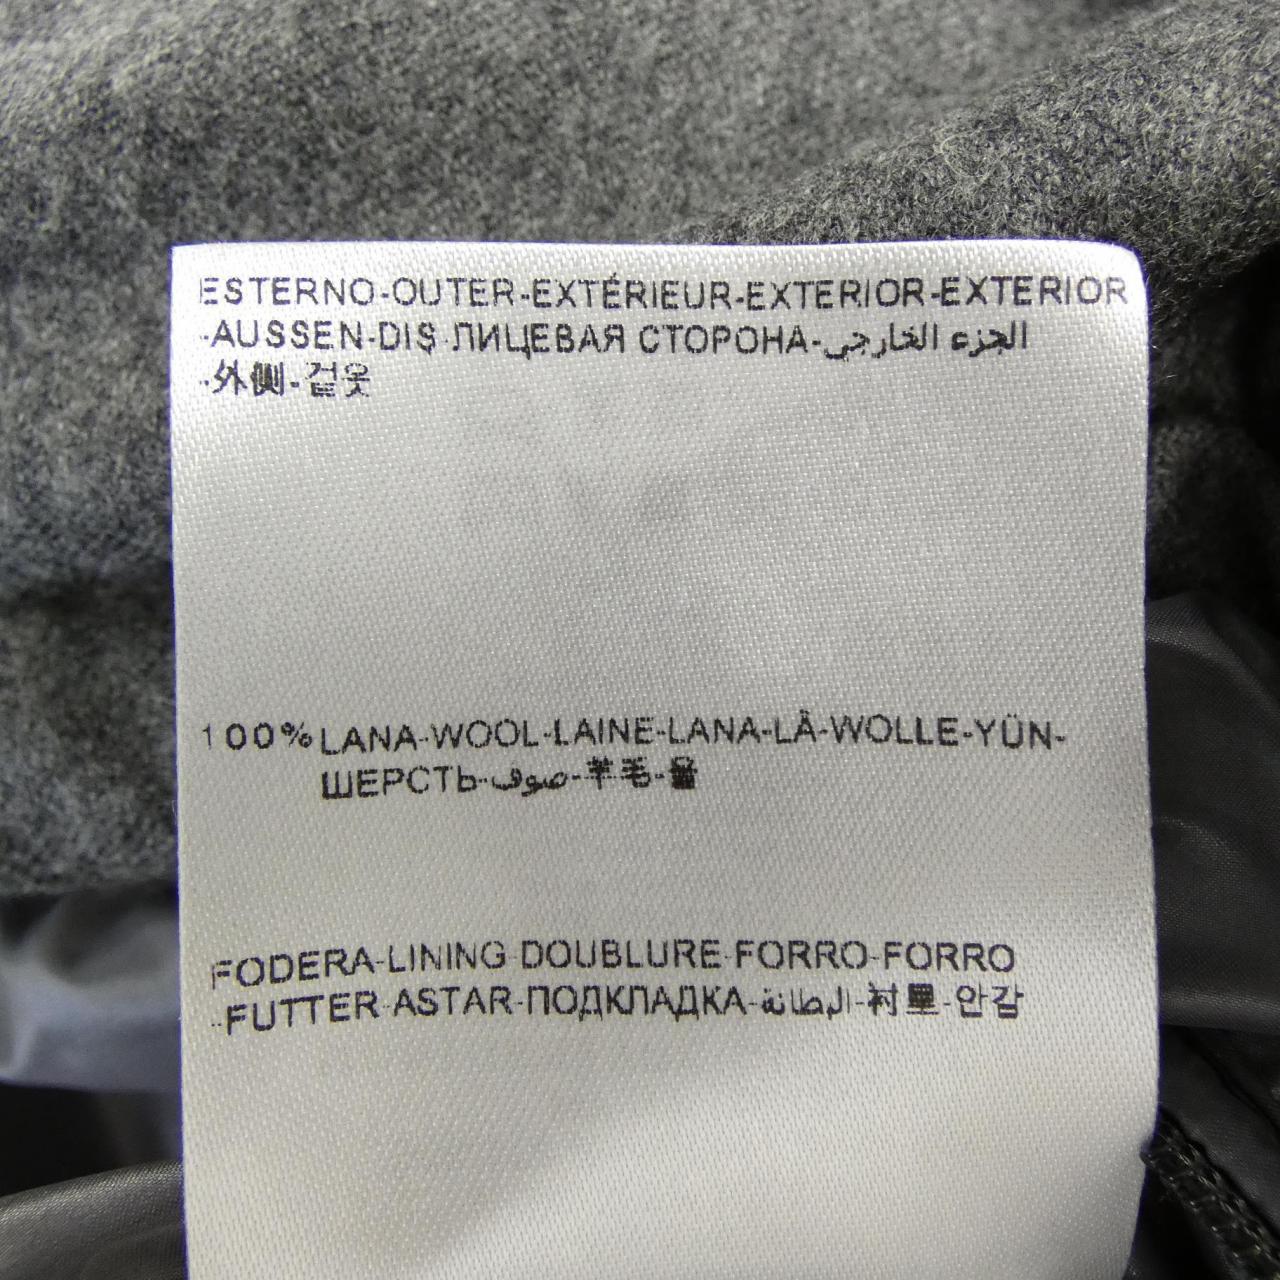 ESTERNO-OUTER-EXTÉRIEUR-EXTERIOR-EXTERIOR
-AUSSEN-DIŞ-ЛИЦЕВАЯ СТОРОНА-الجزء الخارجي
-外側-겉옷
100% LANA-WOOL-LAINE-LANA-LÃ-WOLLE-YÜN-
ШЕРСТЬ-صوف-羊毛-울
FODERA-LINING-DOUBLURE-FORRO-FORRO
-FUTTER-ASTAR-ПОДКЛАДКА-البطانة-衬里-안감